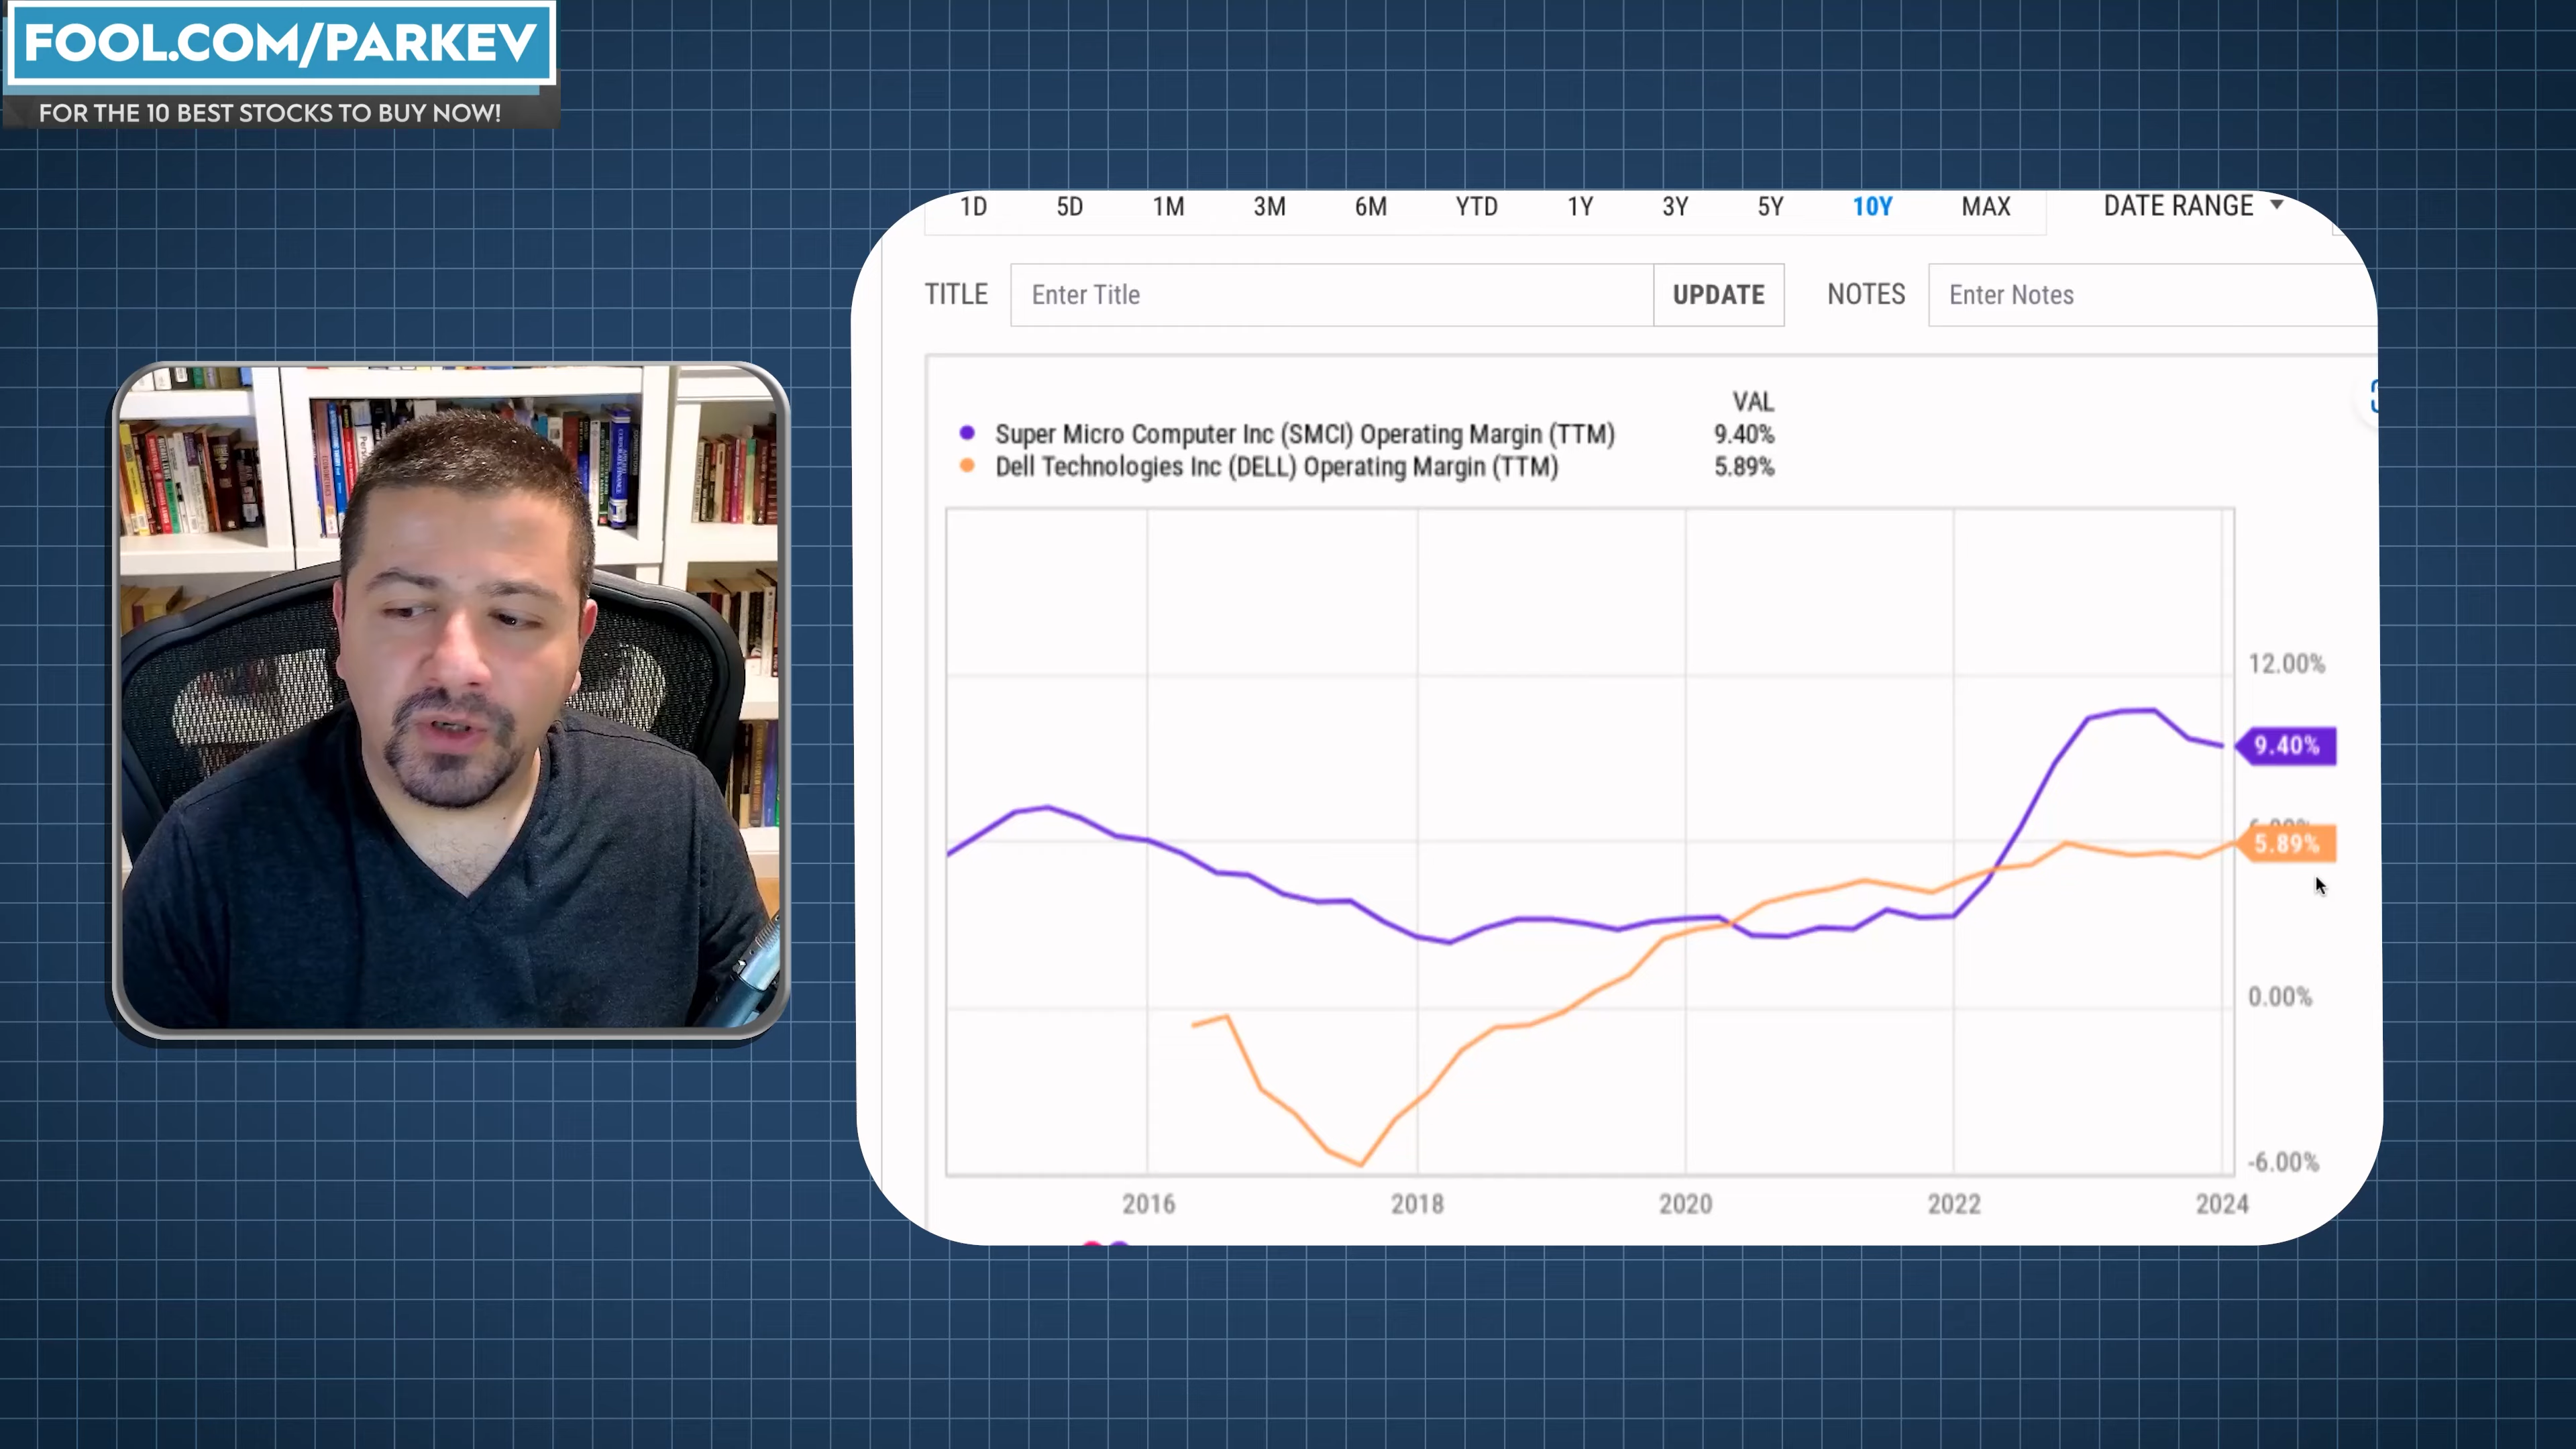 FOOL.COM/PARKEV
FOR THE 10 BEST STOCKS TO BUY NOW!
1D 5D 1M 3M 6M YTD 1Y 3Y 5Y 10Y MAX DATE RANGE
TITLE Enter Title UPDATE NOTES Enter Notes
VAL
Super Micro Computer Inc (SMCI) Operating Margin (TTM) 9.40%
Dell Technologies Inc (DELL) Operating Margin (TTM) 5.89%
12.00%
9.40%
5.89%
0.00%
-6.00%
2016 2018 2020 2022 2024